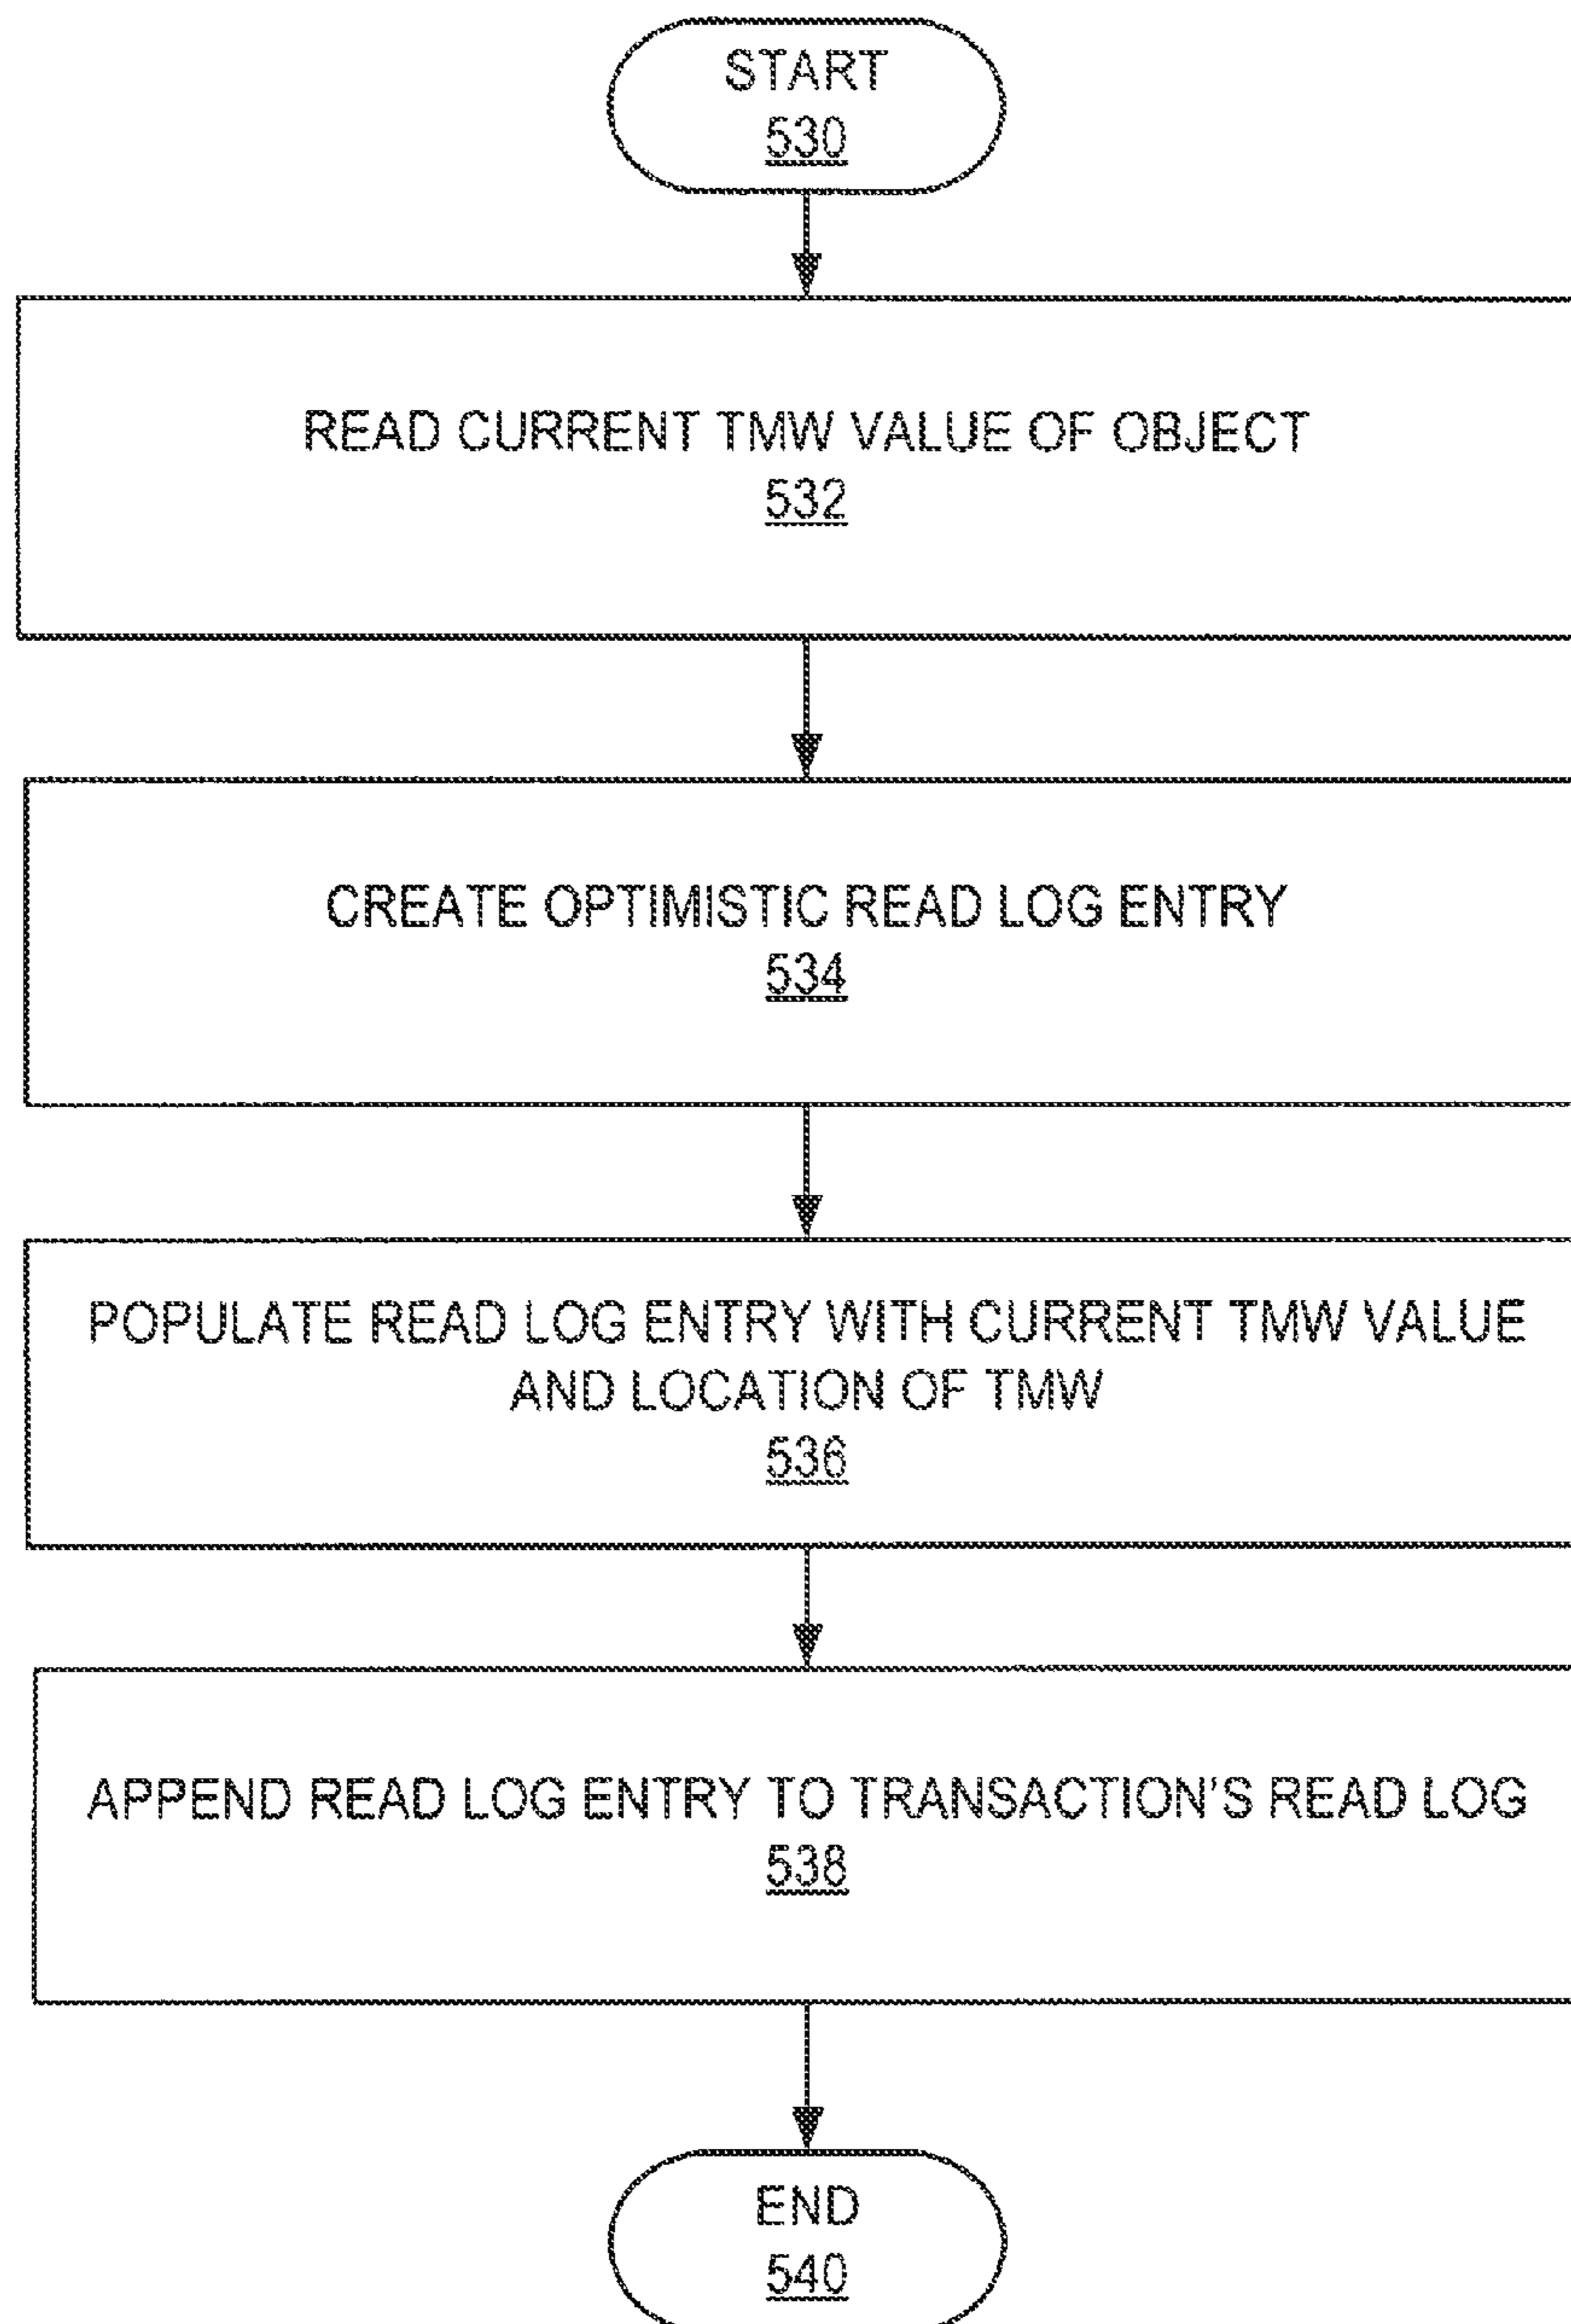 START
530
READ CURRENT TMW VALUE OF OBJECT
532
CREATE OPTIMISTIC READ LOG ENTRY
534
POPULATE READ LOG ENTRY WITH CURRENT TMW VALUE
AND LOCATION OF TMW
536
APPEND READ LOG ENTRY TO TRANSACTION'S READ LOG
538
END
540